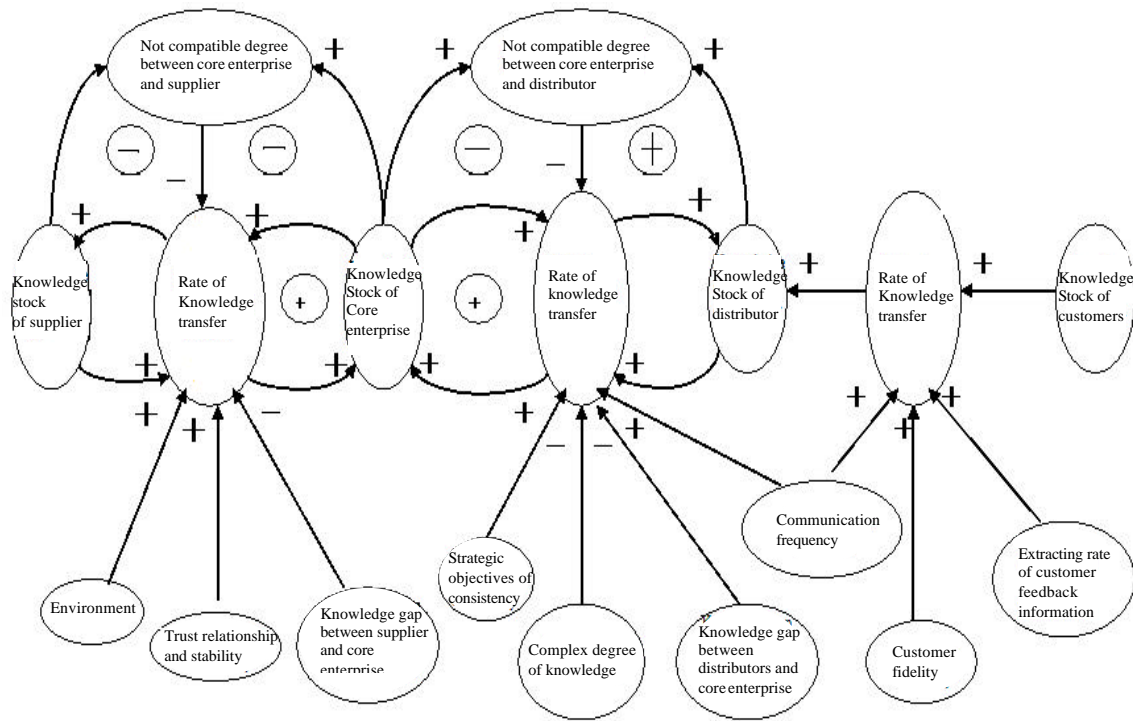 Not compatible degree
between core enterprise
and supplier
Not compatible degree
between core enterprise
and distributor
+
+
+
+
−
−
−
+
−
−
+
+
+
+
Knowledge
stock
of supplier
Rate of
Knowledge
transfer
+
Knowledge
Stock of
Core
enterprise
+
Rate of
knowledge
transfer
Knowledge
Stock of
distributor
+
Rate of
Knowledge
transfer
+
Knowledge
Stock of
customers
+
+
+
+
+
+
−
+
−
−
+
+
+
+
Environment
Trust relationship
and stability
Knowledge gap
between supplier
and core
enterprise
Strategic
objectives of
consistency
Complex degree
of knowledge
Knowledge gap
between
distributors and
core enterprise
Communication
frequency
Customer
fidelity
Extracting rate
of customer
feedback
information